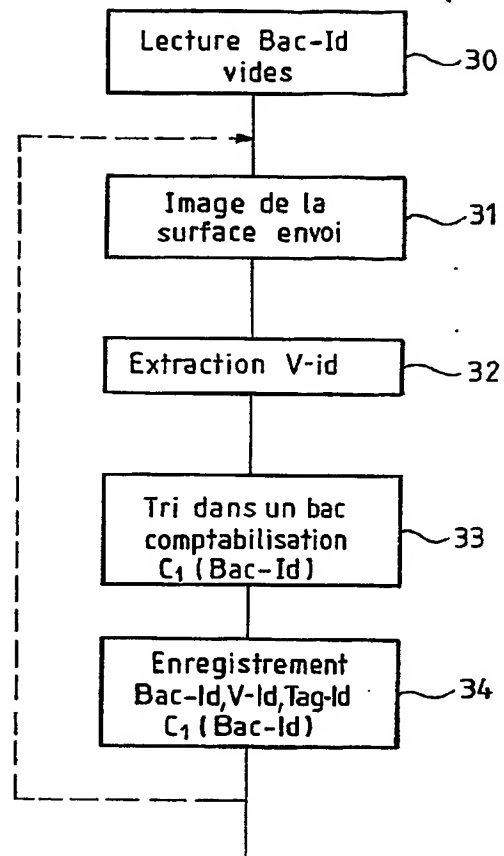 Lecture Bac-Id
vides
30
Image de la
surface envoi
31
Extraction V-id
32
Tri dans un bac
comptabilisation
C₁ (Bac-Id)
33
Enregistrement
Bac-Id, V-Id, Tag-Id
C₁ (Bac-Id)
34